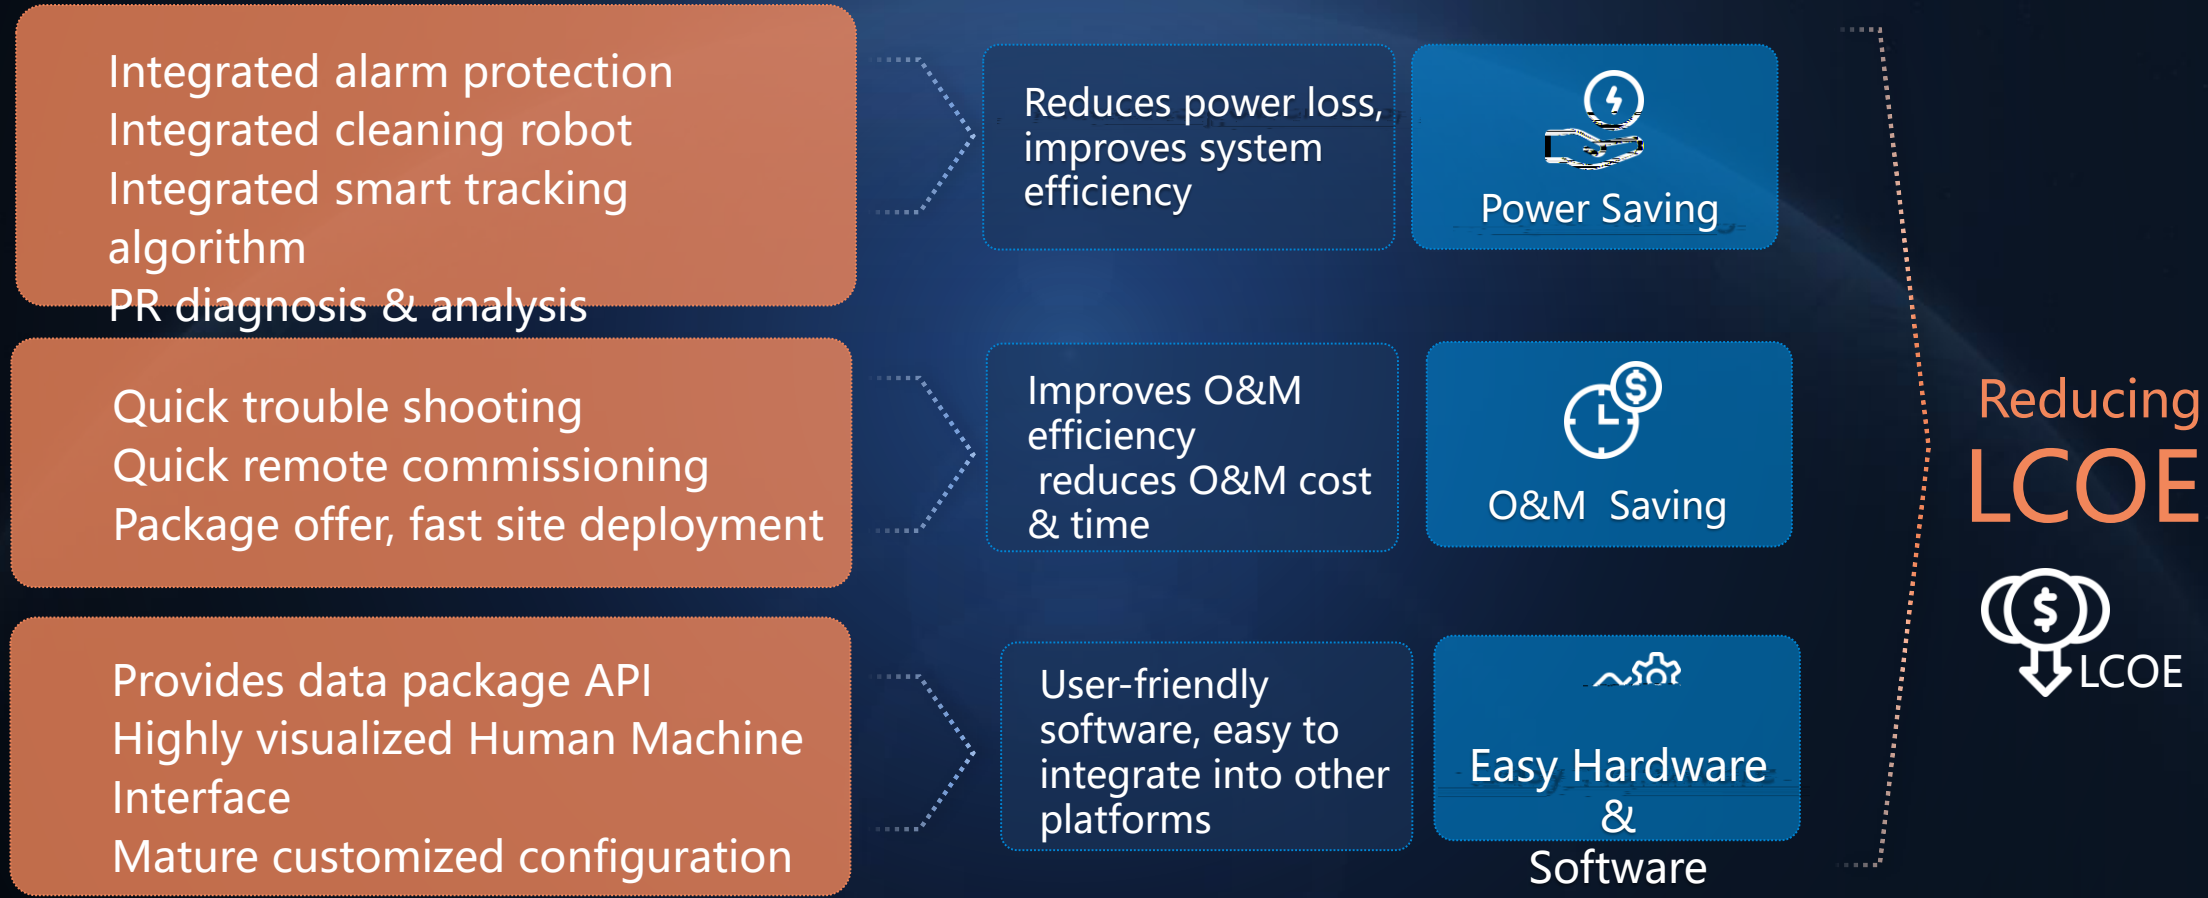 Integrated alarm protection
Integrated cleaning robot
Integrated smart tracking
algorithm
PR diagnosis & analysis
Reduces power loss,
improves system
efficiency
Power Saving
Quick trouble shooting
Quick remote commissioning
Package offer, fast site deployment
Improves O&M
efficiency
reduces O&M cost
& time
O&M Saving
Provides data package API
Highly visualized Human Machine
Interface
Mature customized configuration
User-friendly
software, easy to
integrate into other
platforms
Easy Hardware
&
Software
Reducing
LCOE
LCOE